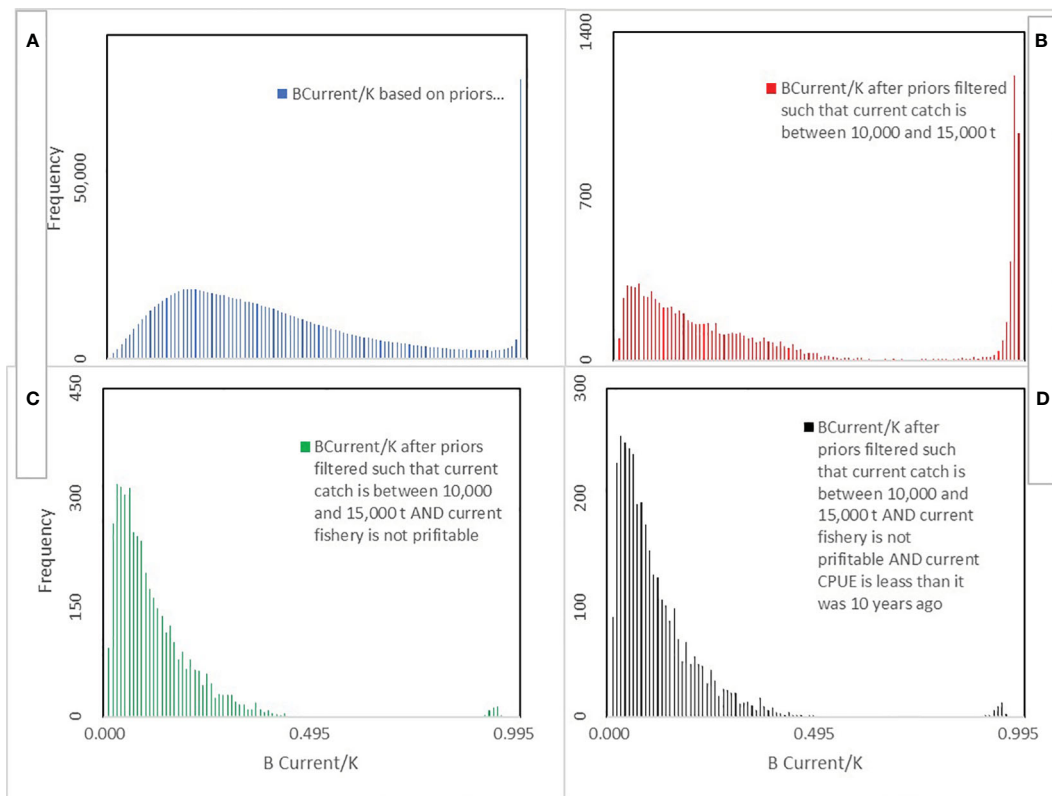 A
BCurrent/K based on priors...
Frequency
50,000
0
B
1400
700
0
BCurrent/K after priors filtered
such that current catch is
between 10,000 and 15,000 t
C
450
300
150
0
Frequency
BCurrent/K after priors
filtered such that current
catch is between 10,000
and 15,000 t AND current
fishery is not prifitable
0.000
0.495
0.995
B Current/K
D
300
200
100
0
BCurrent/K after
priors filtered such
that current catch is
between 10,000 and
15,000 t AND current
fishery is not
prifitable AND current
CPUE is leass than it
was 10 years ago
0.000
0.495
0.995
B Current/K